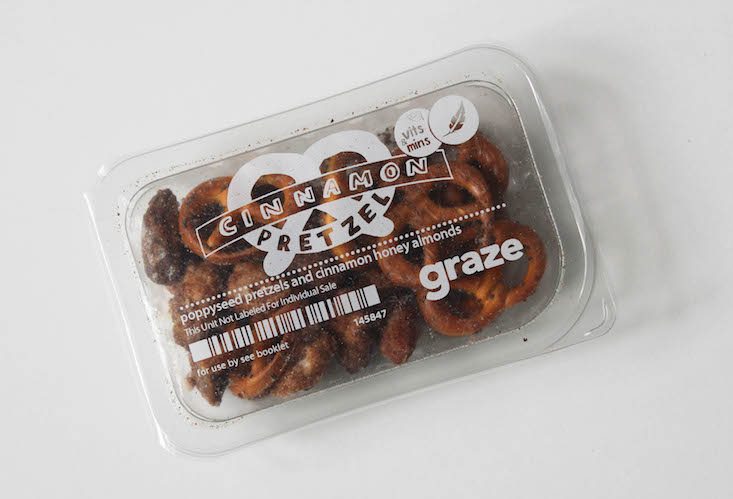 vits
& mins
CINNAMON
PRETZEL
poppyseed pretzels and cinnamon honey almonds
This Unit Not Labeled For Individual Sale
145847
for use by see booklet
graze